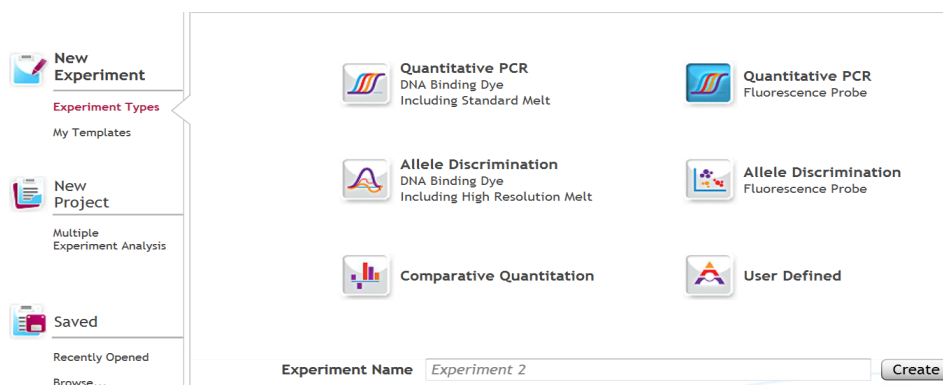 New
Experiment
Experiment Types
My Templates
New
Project
Multiple
Experiment Analysis
Saved
Recently Opened
Browse...
Quantitative PCR
DNA Binding Dye
Including Standard Melt
Quantitative PCR
Fluorescence Probe
Allele Discrimination
DNA Binding Dye
Including High Resolution Melt
Allele Discrimination
Fluorescence Probe
Comparative Quantitation
User Defined
Experiment Name
Experiment 2
Create